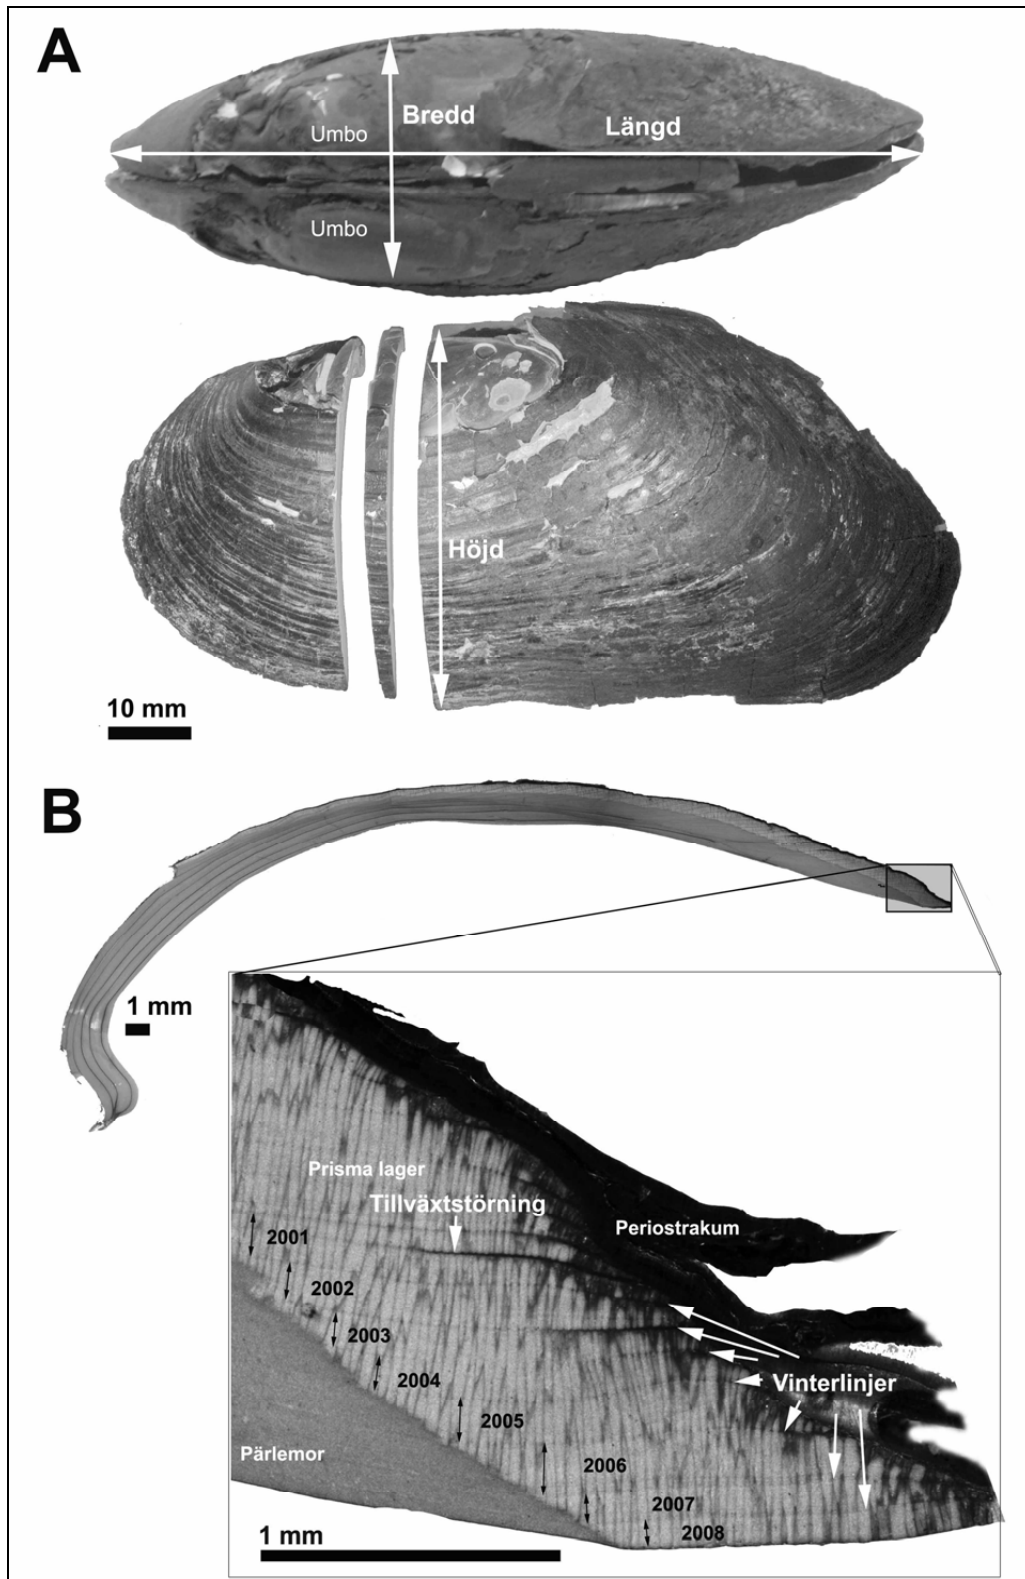 A
Bredd
Umbo
Längd
Umbo
Höjd
10 mm
B
1 mm
Prisma lager
Tillväxtstörning
Periostrakum
2001
2002
2003
2004
Vinterlinjer
2005
Pärlemor
2006
2007
2008
1 mm